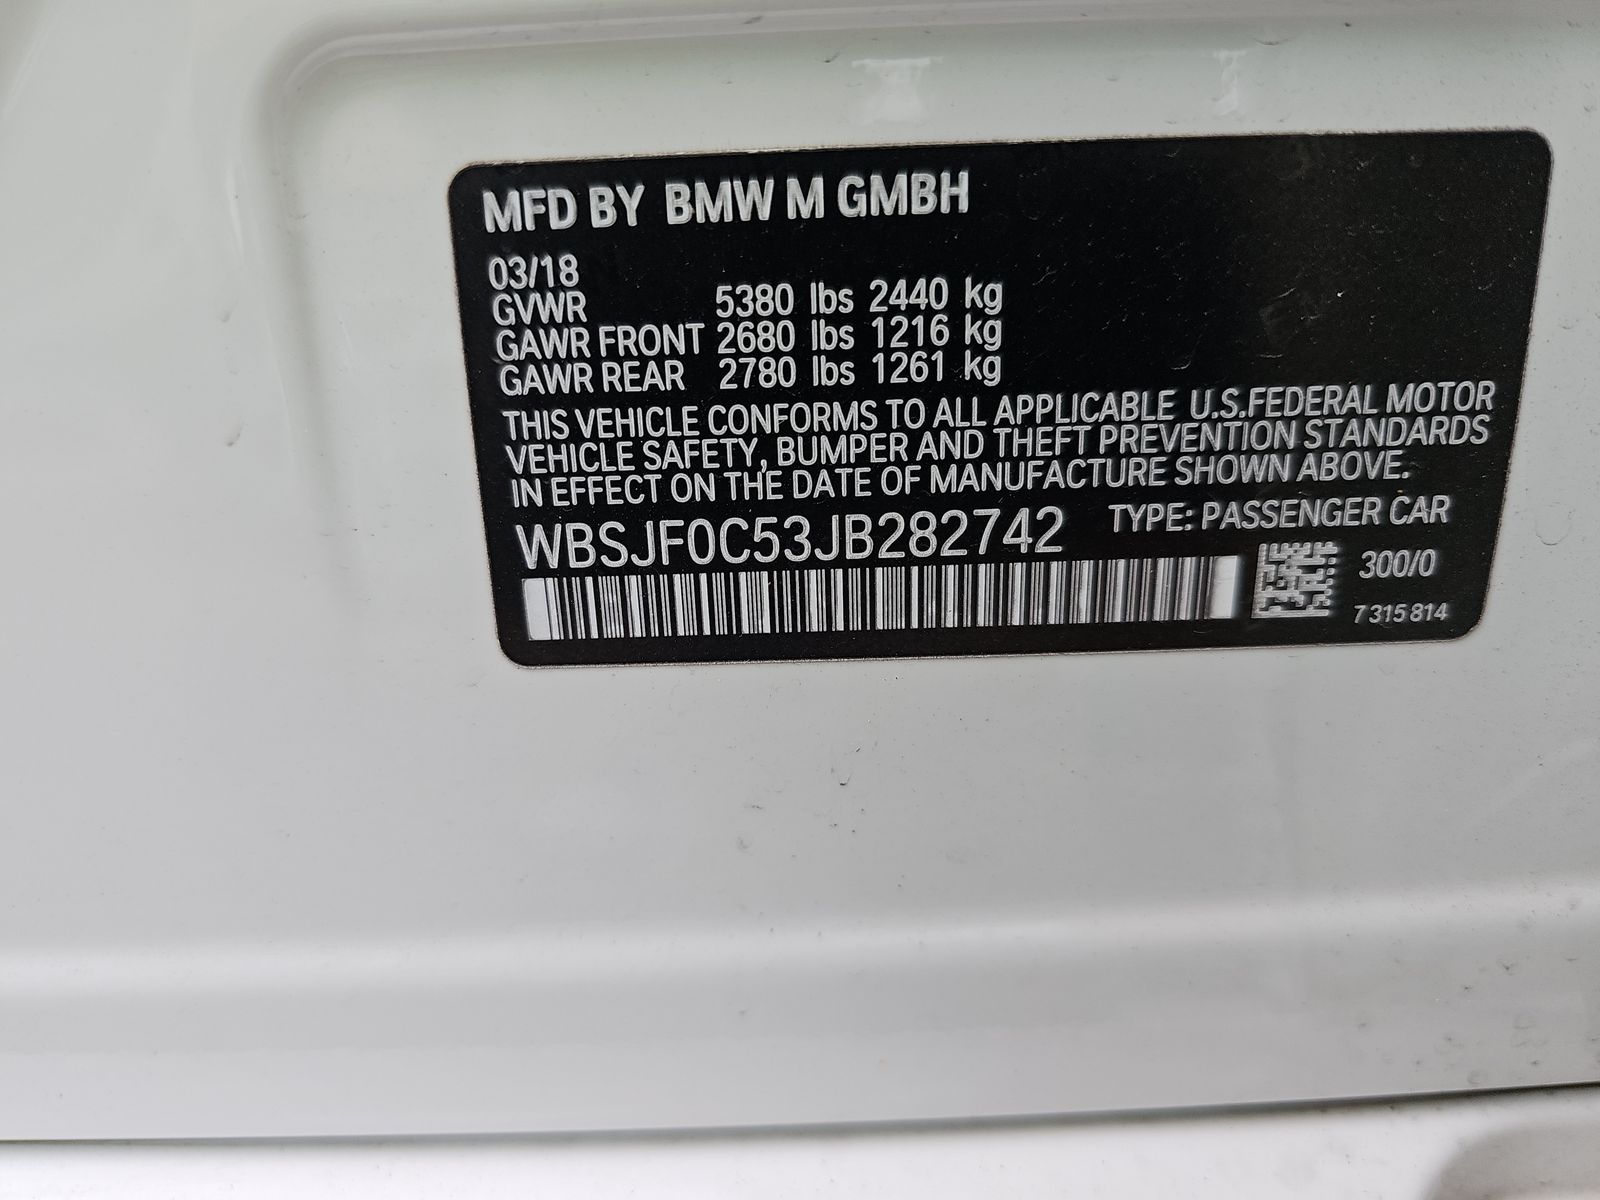 MFD BY BMW M GMBH
03/18
GVWR 5380 lbs 2440 kg
GAWR FRONT 2680 lbs 1216 kg
GAWR REAR 2780 lbs 1261 kg
THIS VEHICLE CONFORMS TO ALL APPLICABLE U.S.FEDERAL MOTOR
VEHICLE SAFETY, BUMPER AND THEFT PREVENTION STANDARDS
IN EFFECT ON THE DATE OF MANUFACTURE SHOWN ABOVE.
WBSJF0C53JB282742 TYPE: PASSENGER CAR
300/0
7 315 814